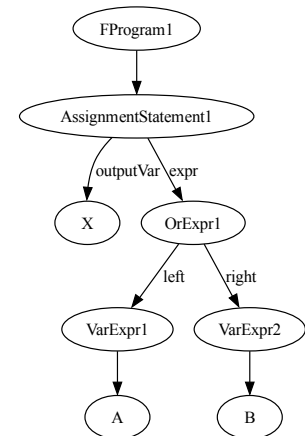 FProgram1
AssignmentStatement1
outputVar expr
X OrExpr1
left right
VarExpr1 VarExpr2
A B